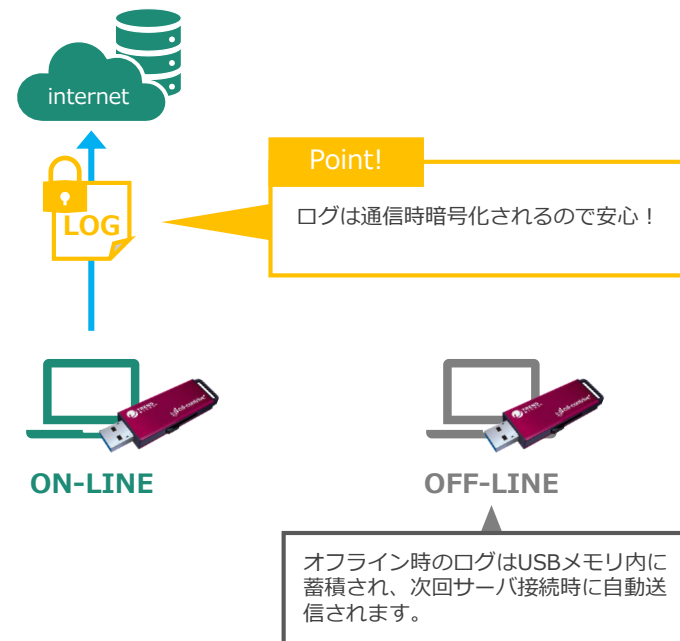 internet
Point!
LOG
ログは通信時暗号化されるので安心！
TREND
ON-LINE
TREND
OFF-LINE
オフライン時のログはUSBメモリ内に
蓄積され、次回サーバ接続時に自動送
信されます。